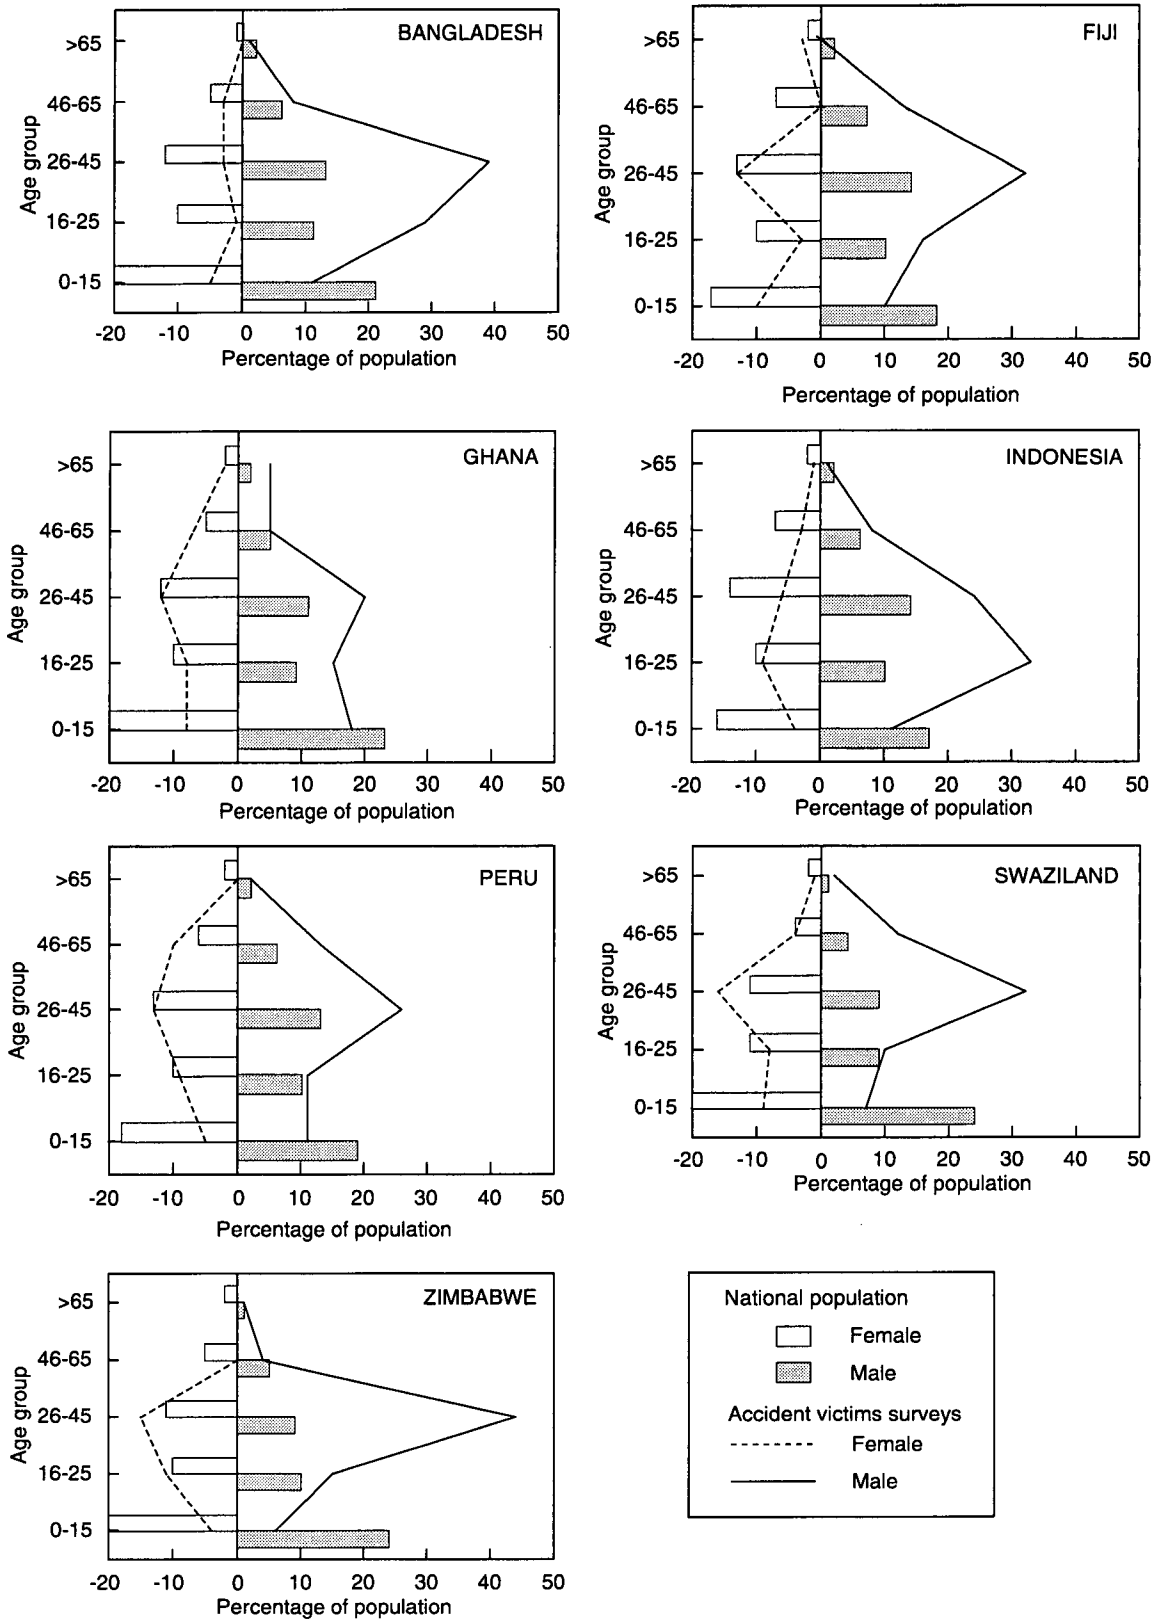 BANGLADESH
>65
46-65
26-45
16-25
0-15
Age group
-20 -10 0 10 20 30 40 50
Percentage of population
FIJI
>65
46-65
26-45
16-25
0-15
Age group
-20 -10 0 10 20 30 40 50
Percentage of population
GHANA
>65
46-65
26-45
16-25
0-15
Age group
-20 -10 0 10 20 30 40 50
Percentage of population
INDONESIA
>65
46-65
26-45
16-25
0-15
Age group
-20 -10 0 10 20 30 40 50
Percentage of population
PERU
>65
46-65
26-45
16-25
0-15
Age group
-20 -10 0 10 20 30 40 50
Percentage of population
SWAZILAND
>65
46-65
26-45
16-25
0-15
Age group
-20 -10 0 10 20 30 40 50
Percentage of population
ZIMBABWE
>65
46-65
26-45
16-25
0-15
Age group
-20 -10 0 10 20 30 40 50
Percentage of population
National population
Female
Male
Accident victims surveys
Female
Male